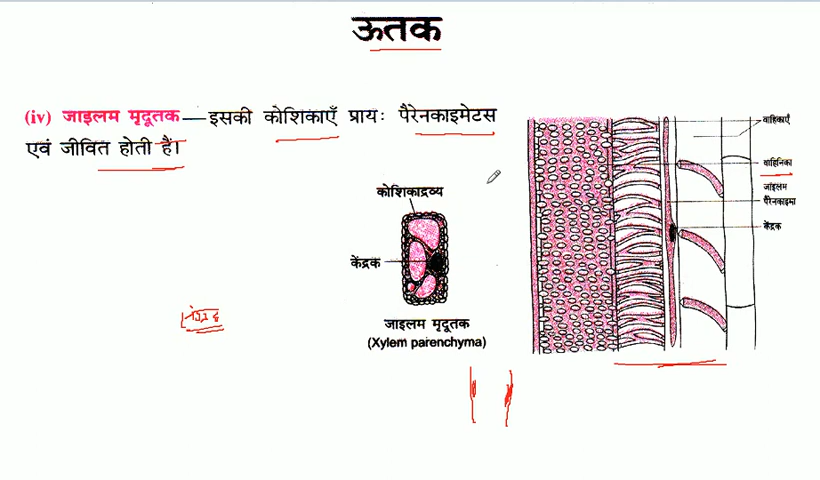 ऊतक
(iv) जाइलम मृदूतक—इसकी कोशिकाएँ प्रायः पैरेनकाइमेटस
एवं जीवित होती हैं।
कोशिकाद्रव्य
केंद्रक
जाइलम मृदूतक
(Xylem parenchyma)
वाहिकाएँ
वाहिनिका
जाइलम
पैरेनकाइमा
केंद्रक